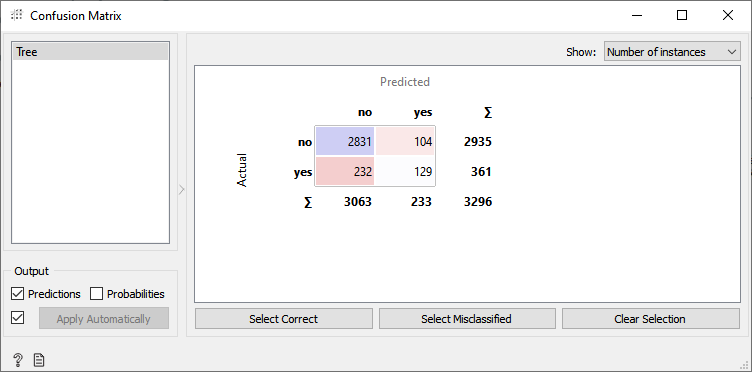 Confusion Matrix
Tree
Show: Number of instances
Predicted
no yes Σ
Actual
no 2831 104 2935
yes 232 129 361
Σ 3063 233 3296
Output
Predictions Probabilities
Apply Automatically
Select Correct Select Misclassified Clear Selection
?